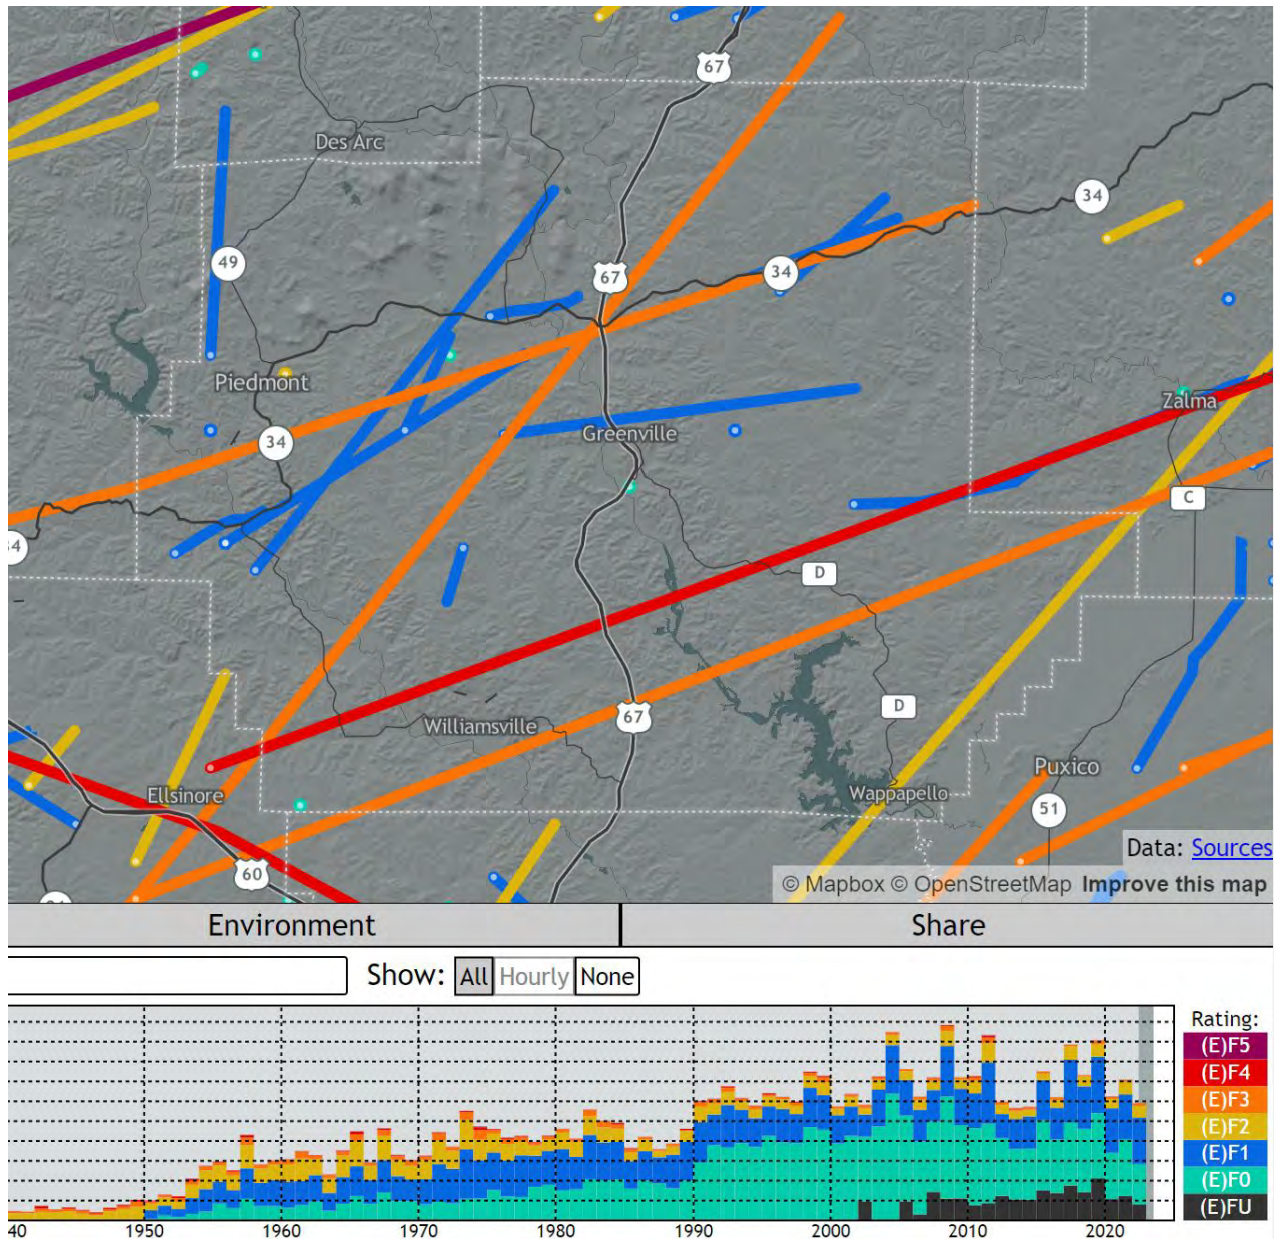 67
Des Arc
34
49
67
34
Piedmont
Zalma
34
Greenville
C
34
D
D
Williamsville
67
Puxico
Ellsinore
Wappapello
51
Data: Sources
60
© Mapbox © OpenStreetMap Improve this map
Environment
Share
Show: All Hourly None
Rating:
(E)F5
(E)F4
(E)F3
(E)F2
(E)F1
(E)F0
(E)FU
40 1950 1960 1970 1980 1990 2000 2010 2020